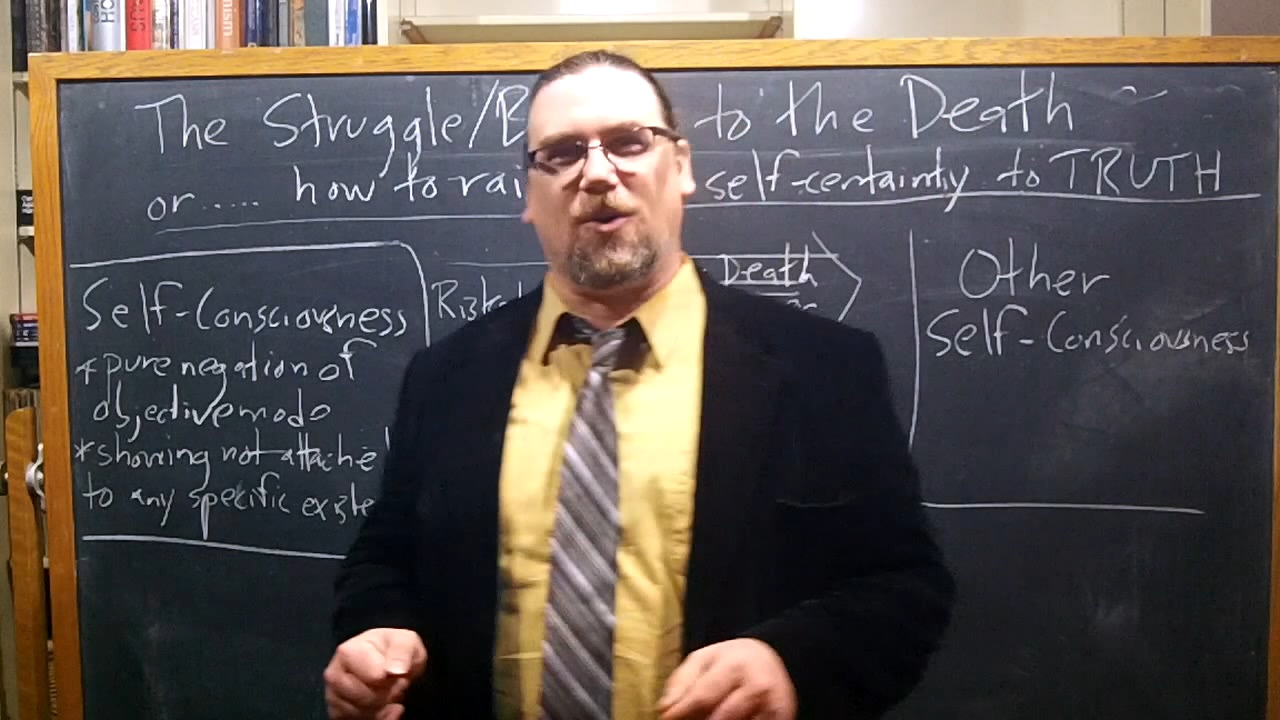 The Struggle/B to the Death
or..... how to rai self-certainty to TRUTH
Self-Consciousness
* pure negation of
objective mode
* showing not attache
to any specific existe
Death
Other
Self-Consciousness